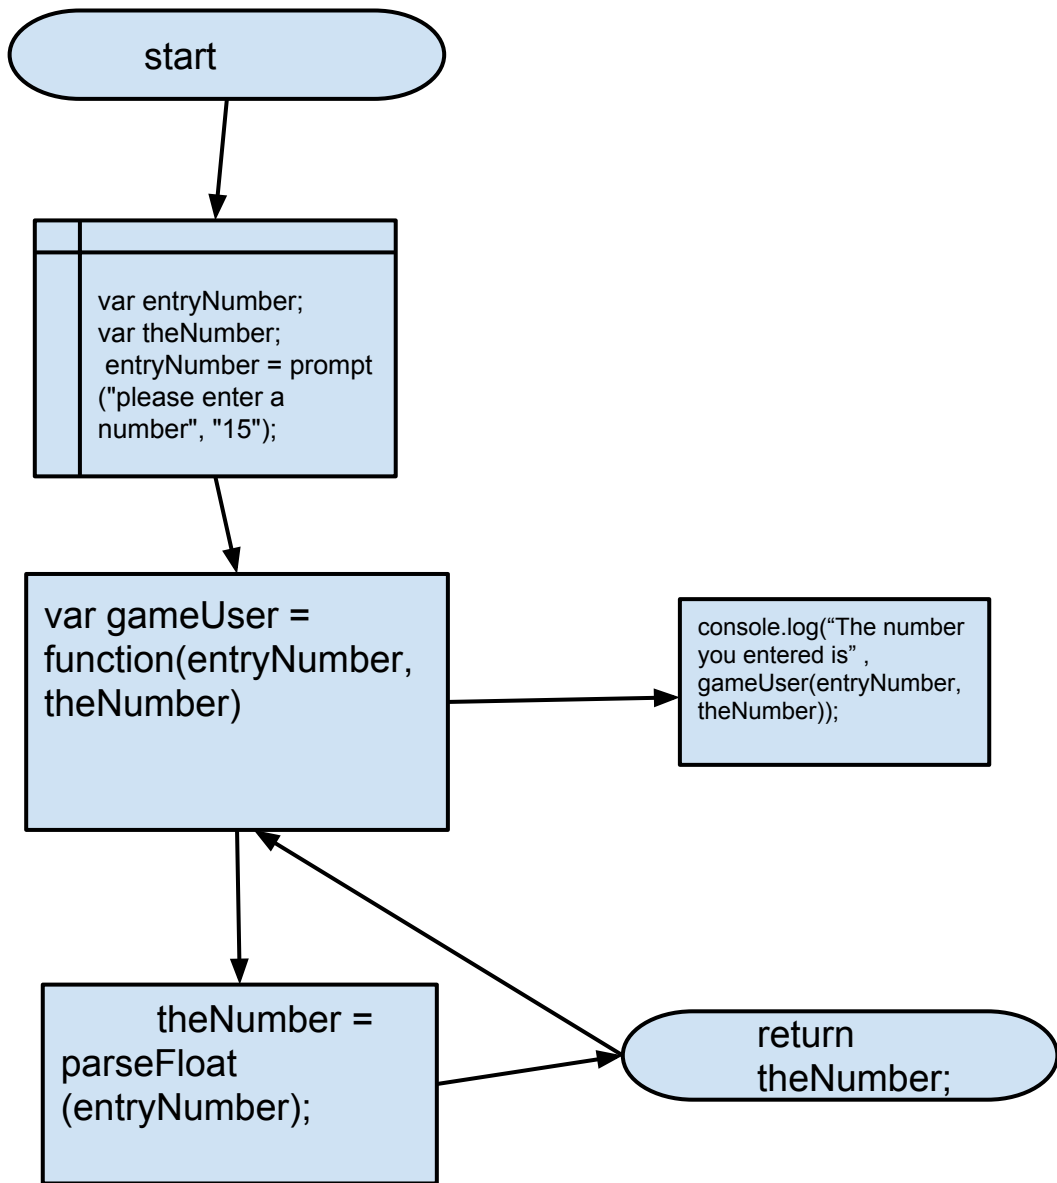 start
var entryNumber;
var theNumber;
entryNumber = prompt
("please enter a
number", "15");
var gameUser =
function(entryNumber,
theNumber)
console.log(“The number
you entered is” ,
gameUser(entryNumber,
theNumber));
theNumber =
parseFloat
(entryNumber);
return
theNumber;